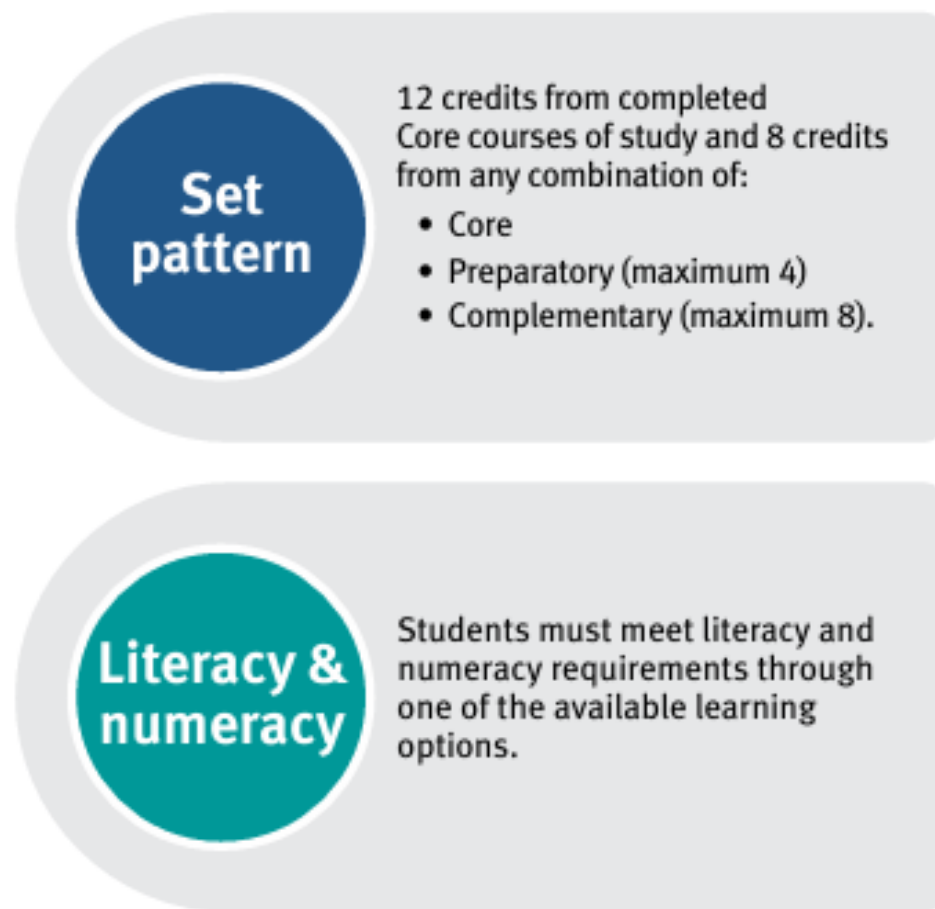 Set
pattern
12 credits from completed
Core courses of study and 8 credits
from any combination of:
• Core
• Preparatory (maximum 4)
• Complementary (maximum 8).
Literacy &
numeracy
Students must meet literacy and
numeracy requirements through
one of the available learning
options.